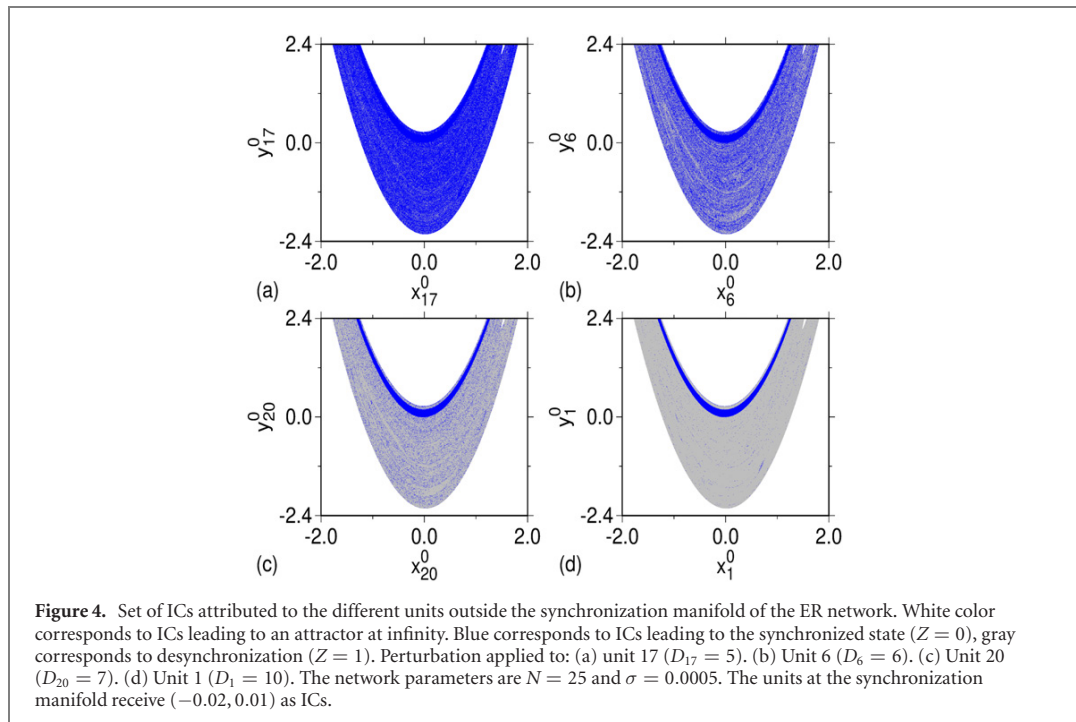 2.4
0.0
-2.4
y⁰₁₇
-2.0
0.0
2.0
(a)
x⁰₁₇
2.4
0.0
-2.4
y⁰₆
-2.0
0.0
2.0
(b)
x⁰₆
2.4
0.0
-2.4
y⁰₂₀
-2.0
0.0
2.0
(c)
x⁰₂₀
2.4
0.0
-2.4
y⁰₁
-2.0
0.0
2.0
(d)
x⁰₁
Figure 4. Set of ICs attributed to the different units outside the synchronization manifold of the ER network. White color
corresponds to ICs leading to an attractor at infinity. Blue corresponds to ICs leading to the synchronized state (Z = 0), gray
corresponds to desynchronization (Z = 1). Perturbation applied to: (a) unit 17 (D₁₇ = 5). (b) Unit 6 (D₆ = 6). (c) Unit 20
(D₂₀ = 7). (d) Unit 1 (D₁ = 10). The network parameters are N = 25 and σ = 0.0005. The units at the synchronization
manifold receive (−0.02, 0.01) as ICs.